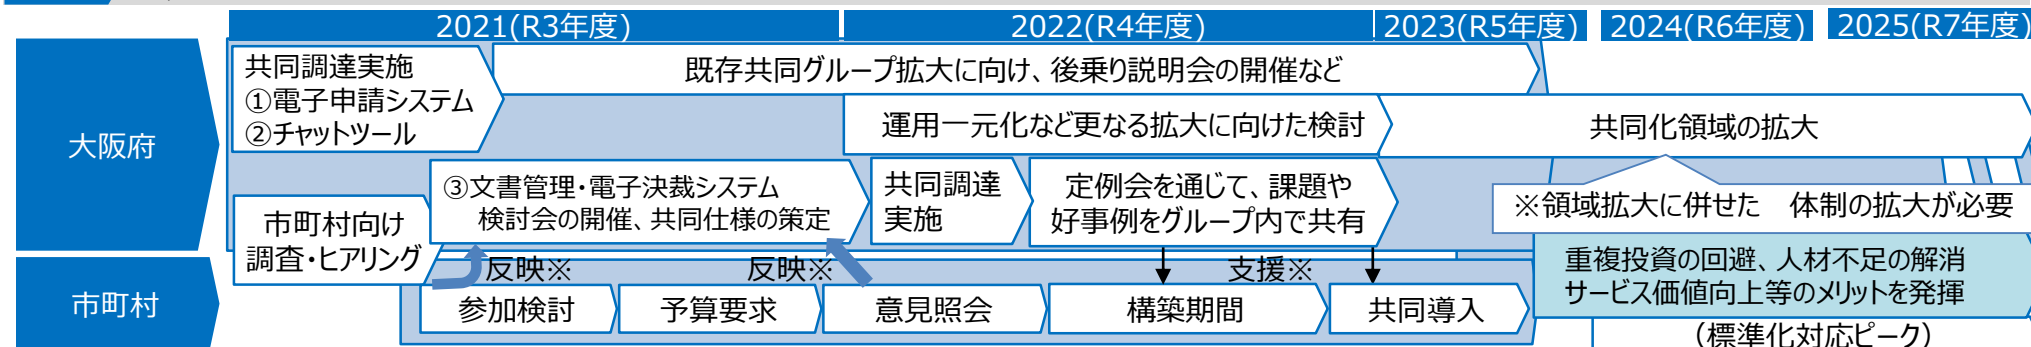 2021(R3年度)
2022(R4年度)
2023(R5年度)
2024(R6年度)
2025(R7年度)
大阪府
共同調達実施
①電子申請システム
②チャットツール
既存共同グループ拡大に向け、後乗り説明会の開催など
運用一元化など更なる拡大に向けた検討
共同化領域の拡大
市町村向け
調査・ヒアリング
③文書管理・電子決裁システム
検討会の開催、共同仕様の策定
共同調達
実施
定例会を通じて、課題や
好事例をグループ内で共有
※領域拡大に併せた　体制の拡大が必要
反映※
反映※
支援※
重複投資の回避、人材不足の解消
サービス価値向上等のメリットを発揮
市町村
参加検討
予算要求
意見照会
構築期間
共同導入
（標準化対応ピーク）